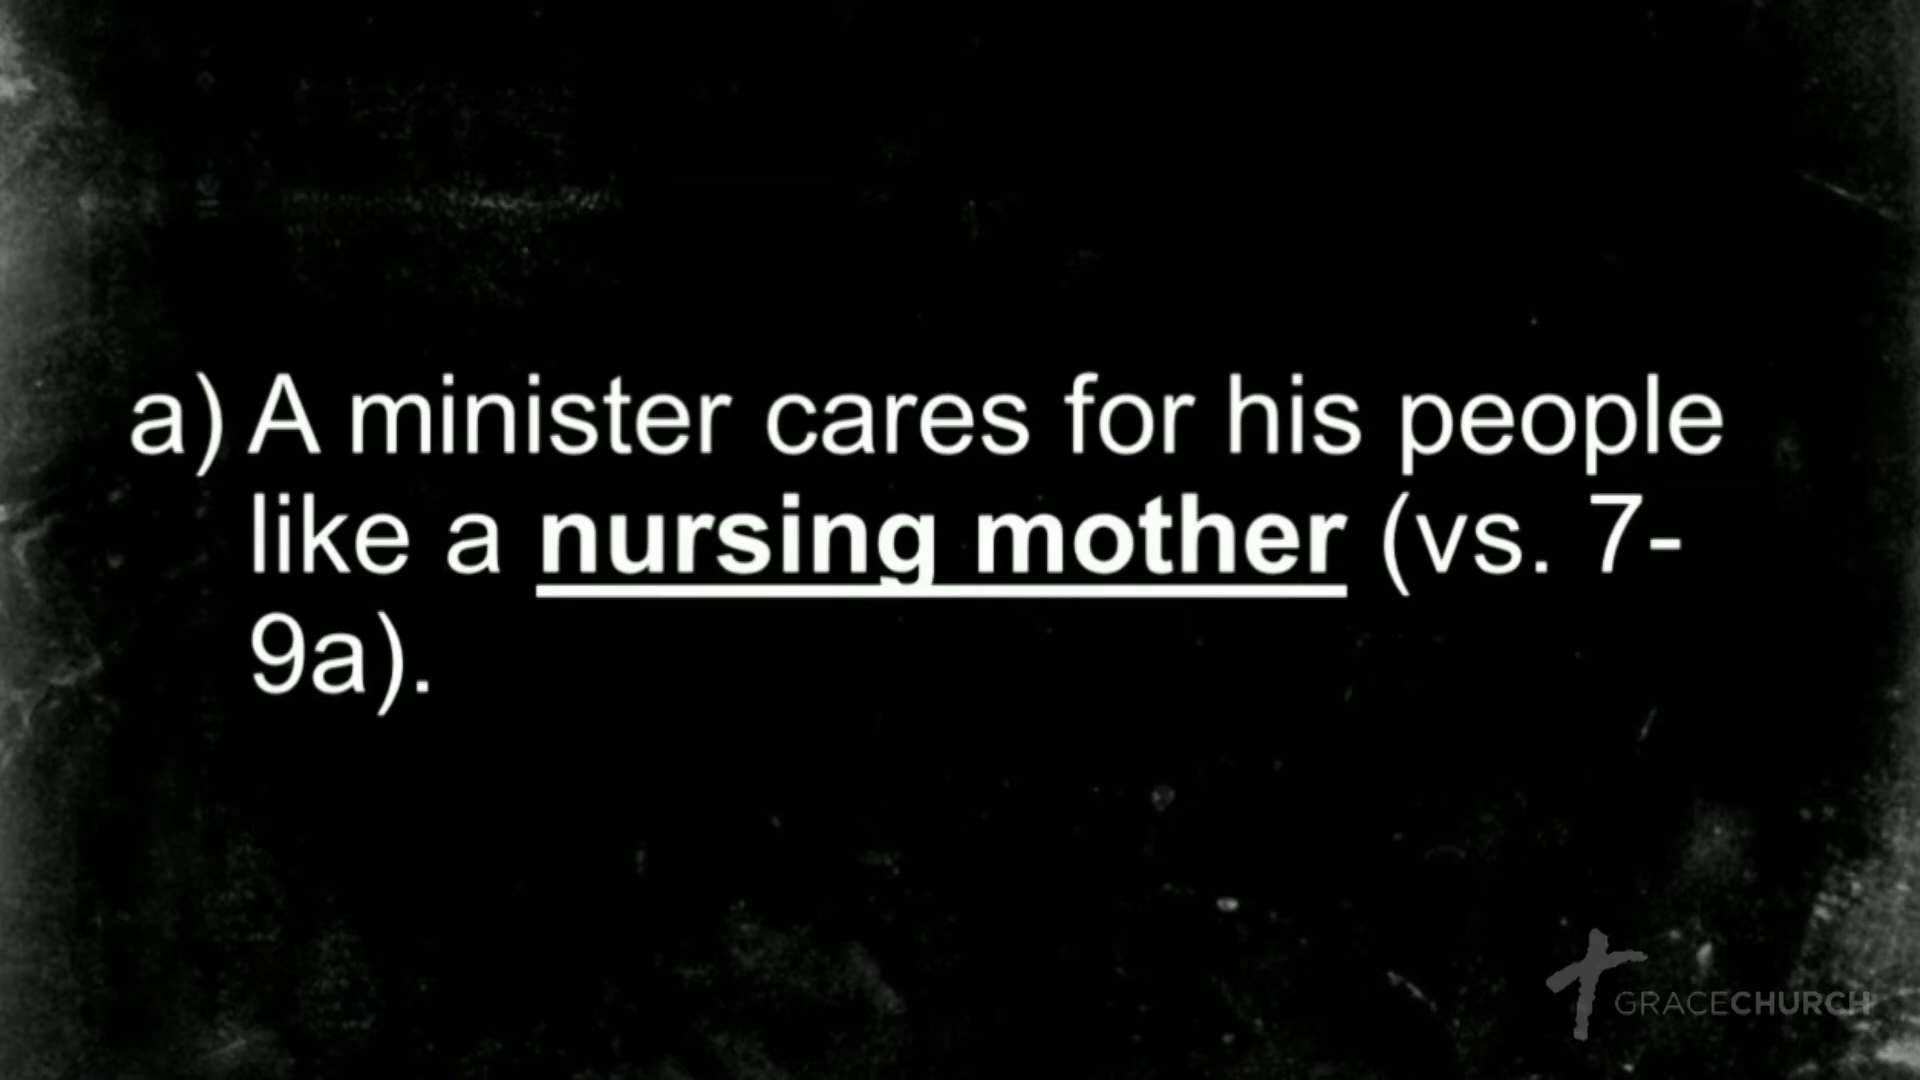 a) A minister cares for his people
like a nursing mother (vs. 7-
9a).
GRACECHURCH